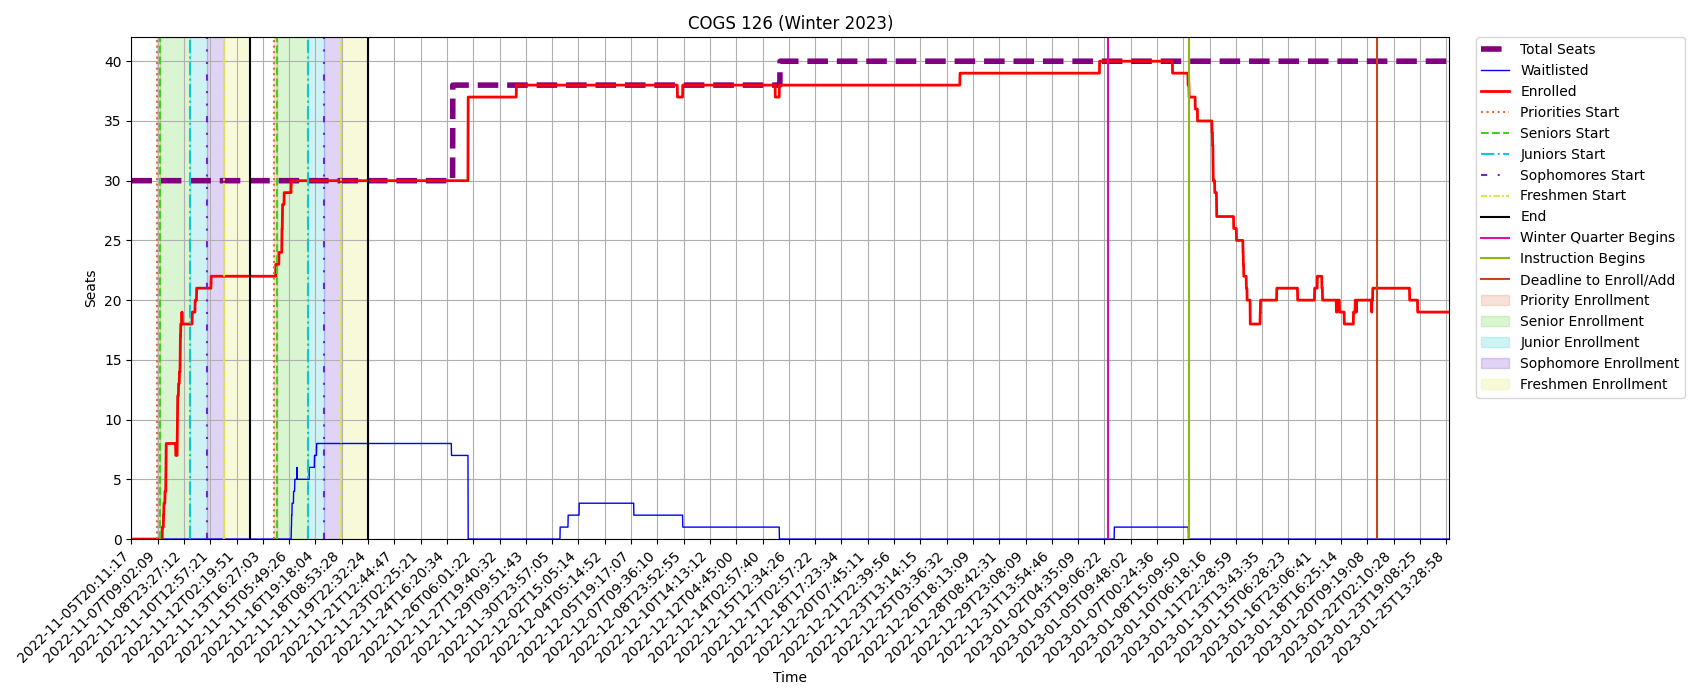 COGS 126 (Winter 2023)
Seats
40
35
30
25
20
15
10
5
0
2022-11-05T20:11:17
2022-11-07T09:02:09
2022-11-08T23:27:12
2022-11-10T12:57:21
2022-11-12T02:19:51
2022-11-13T16:27:03
2022-11-15T05:49:26
2022-11-16T19:18:04
2022-11-18T08:53:28
2022-11-19T22:32:24
2022-11-21T12:44:47
2022-11-23T02:25:21
2022-11-24T16:20:34
2022-11-26T06:01:22
2022-11-27T19:40:32
2022-11-29T09:51:43
2022-11-30T23:57:05
2022-12-02T15:05:14
2022-12-04T05:14:52
2022-12-05T19:17:07
2022-12-07T09:36:10
2022-12-08T23:52:55
2022-12-10T14:13:12
2022-12-12T04:45:00
2022-12-14T02:57:40
2022-12-15T12:34:26
2022-12-17T02:57:22
2022-12-18T17:23:34
2022-12-20T07:45:11
2022-12-21T22:39:56
2022-12-23T13:14:15
2022-12-25T03:36:32
2022-12-26T18:13:09
2022-12-28T08:42:31
2022-12-29T23:08:09
2022-12-31T13:54:46
2023-01-02T04:35:09
2023-01-03T19:06:22
2023-01-05T09:48:02
2023-01-07T00:24:36
2023-01-08T15:09:50
2023-01-10T06:18:16
2023-01-11T22:28:59
2023-01-13T13:43:35
2023-01-15T06:28:23
2023-01-16T23:06:41
2023-01-18T16:25:14
2023-01-20T09:19:08
2023-01-22T02:10:28
2023-01-23T19:08:25
2023-01-25T13:28:58
Time
Total Seats
Waitlisted
Enrolled
Priorities Start
Seniors Start
Juniors Start
Sophomores Start
Freshmen Start
End
Winter Quarter Begins
Instruction Begins
Deadline to Enroll/Add
Priority Enrollment
Senior Enrollment
Junior Enrollment
Sophomore Enrollment
Freshmen Enrollment